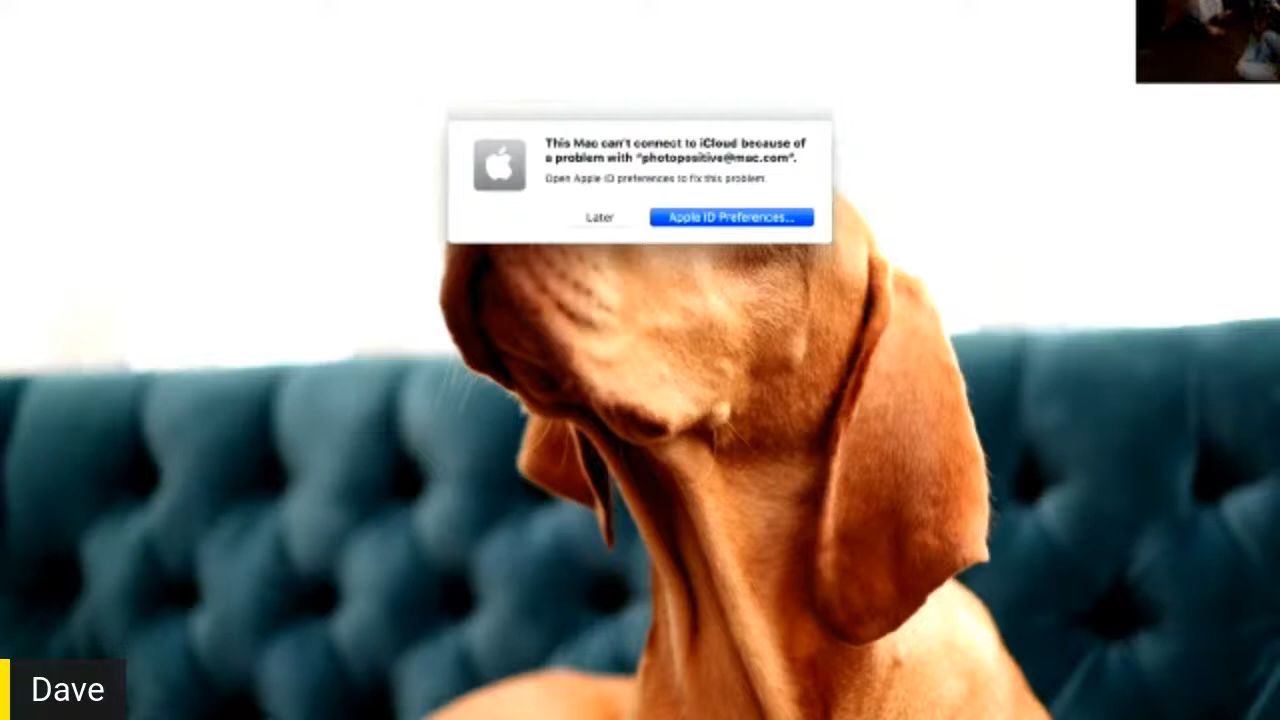 This Mac can't connect to iCloud because of
a problem with "photopositive@mac.com".
Open Apple ID preferences to fix this problem.
Later
Apple ID Preferences...
Dave